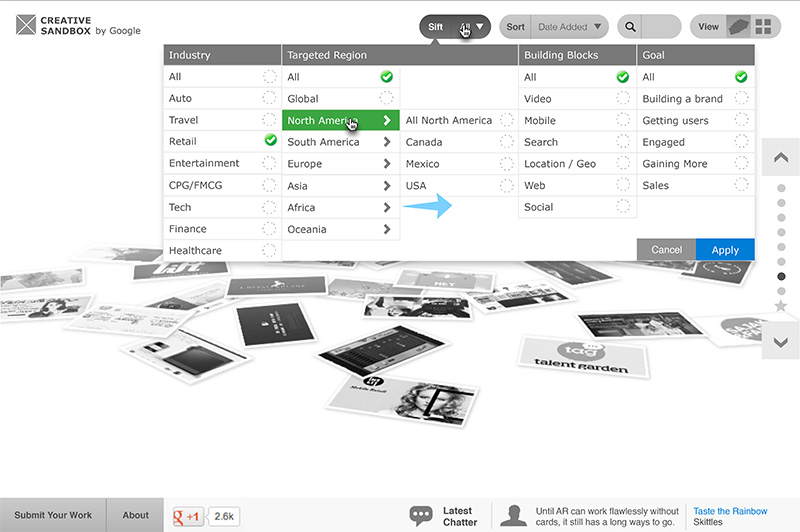 CREATIVE
SANDBOX by Google
Sift All
Sort Date Added
View
Industry
All
Auto
Travel
Retail
Entertainment
CPG/FMCG
Tech
Finance
Healthcare
Targeted Region
All
Global
North America
South America
Europe
Asia
Africa
Oceania
All North America
Canada
Mexico
USA
Building Blocks
All
Video
Mobile
Search
Location / Geo
Web
Social
Goal
All
Building a brand
Getting users
Engaged
Gaining More
Sales
Cancel
Apply
HEY
talent garden
Submit Your Work
About
g +1
2.6k
Latest
Chatter
Until AR can work flawlessly without
cards, it still has a long ways to go.
Taste the Rainbow
Skittles